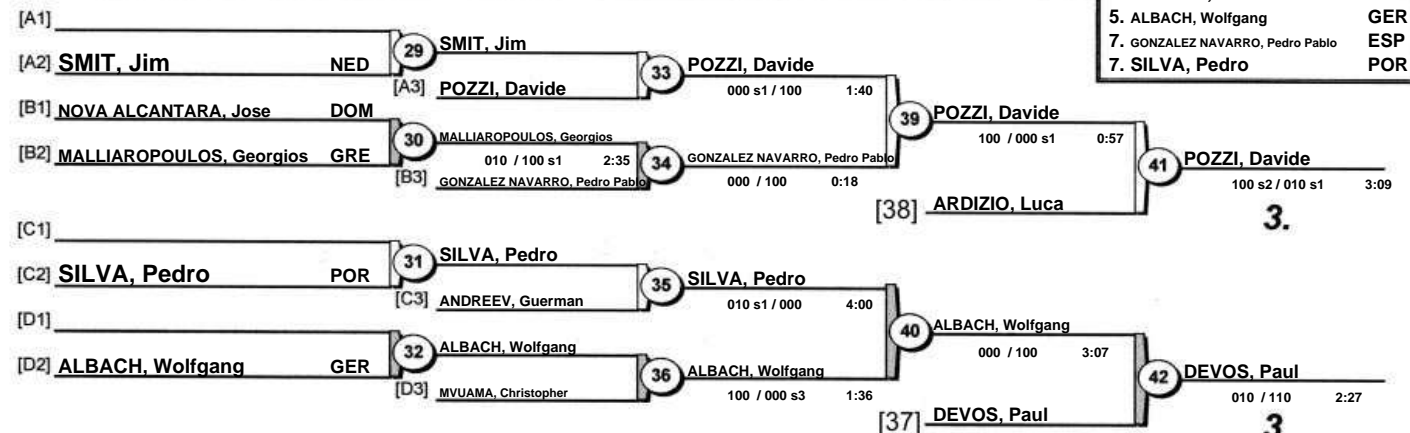 5. ALBACH, Wolfgang GER
7. GONZALEZ NAVARRO, Pedro Pablo ESP
7. SILVA, Pedro POR
[A1]
[A2] SMIT, Jim NED
29 SMIT, Jim
[A3] POZZI, Davide
33 POZZI, Davide
000 s1 / 100 1:40
[B1] NOVA ALCANTARA, Jose DOM
[B2] MALLIAROPOULOS, Georgios GRE
30 MALLIAROPOULOS, Georgios
010 / 100 s1 2:35
[B3] GONZALEZ NAVARRO, Pedro Pablo
34 GONZALEZ NAVARRO, Pedro Pablo
000 / 100 0:18
39 POZZI, Davide
100 / 000 s1 0:57
[38] ARDIZIO, Luca
41 POZZI, Davide
100 s2 / 010 s1 3:09
3.
[C1]
[C2] SILVA, Pedro POR
31 SILVA, Pedro
[C3] ANDREEV, Guerman
35 SILVA, Pedro
010 s1 / 000 4:00
[D1]
[D2] ALBACH, Wolfgang GER
32 ALBACH, Wolfgang
[D3] MVUAMA, Christopher
36 ALBACH, Wolfgang
100 / 000 s3 1:36
40 ALBACH, Wolfgang
000 / 100 3:07
[37] DEVOS, Paul
42 DEVOS, Paul
010 / 110 2:27
3